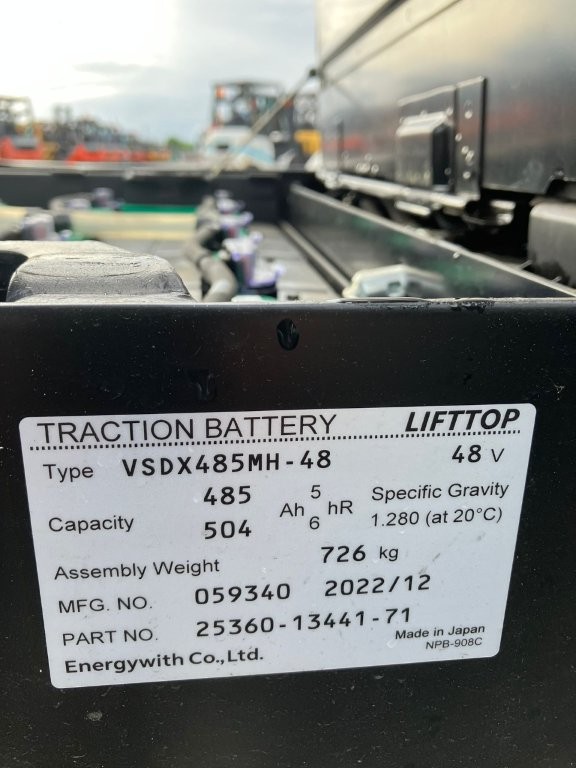 TRACTION BATTERY LIFTTOP
Type VSDX485MH-48 48 V
Capacity 485 Ah 5 hR Specific Gravity
504 6 1.280 (at 20°C)
Assembly Weight 726 kg
MFG. NO. 059340 2022/12
PART NO. 25360-13441-71 Made in Japan
Energywith Co.,Ltd. NPB-908C